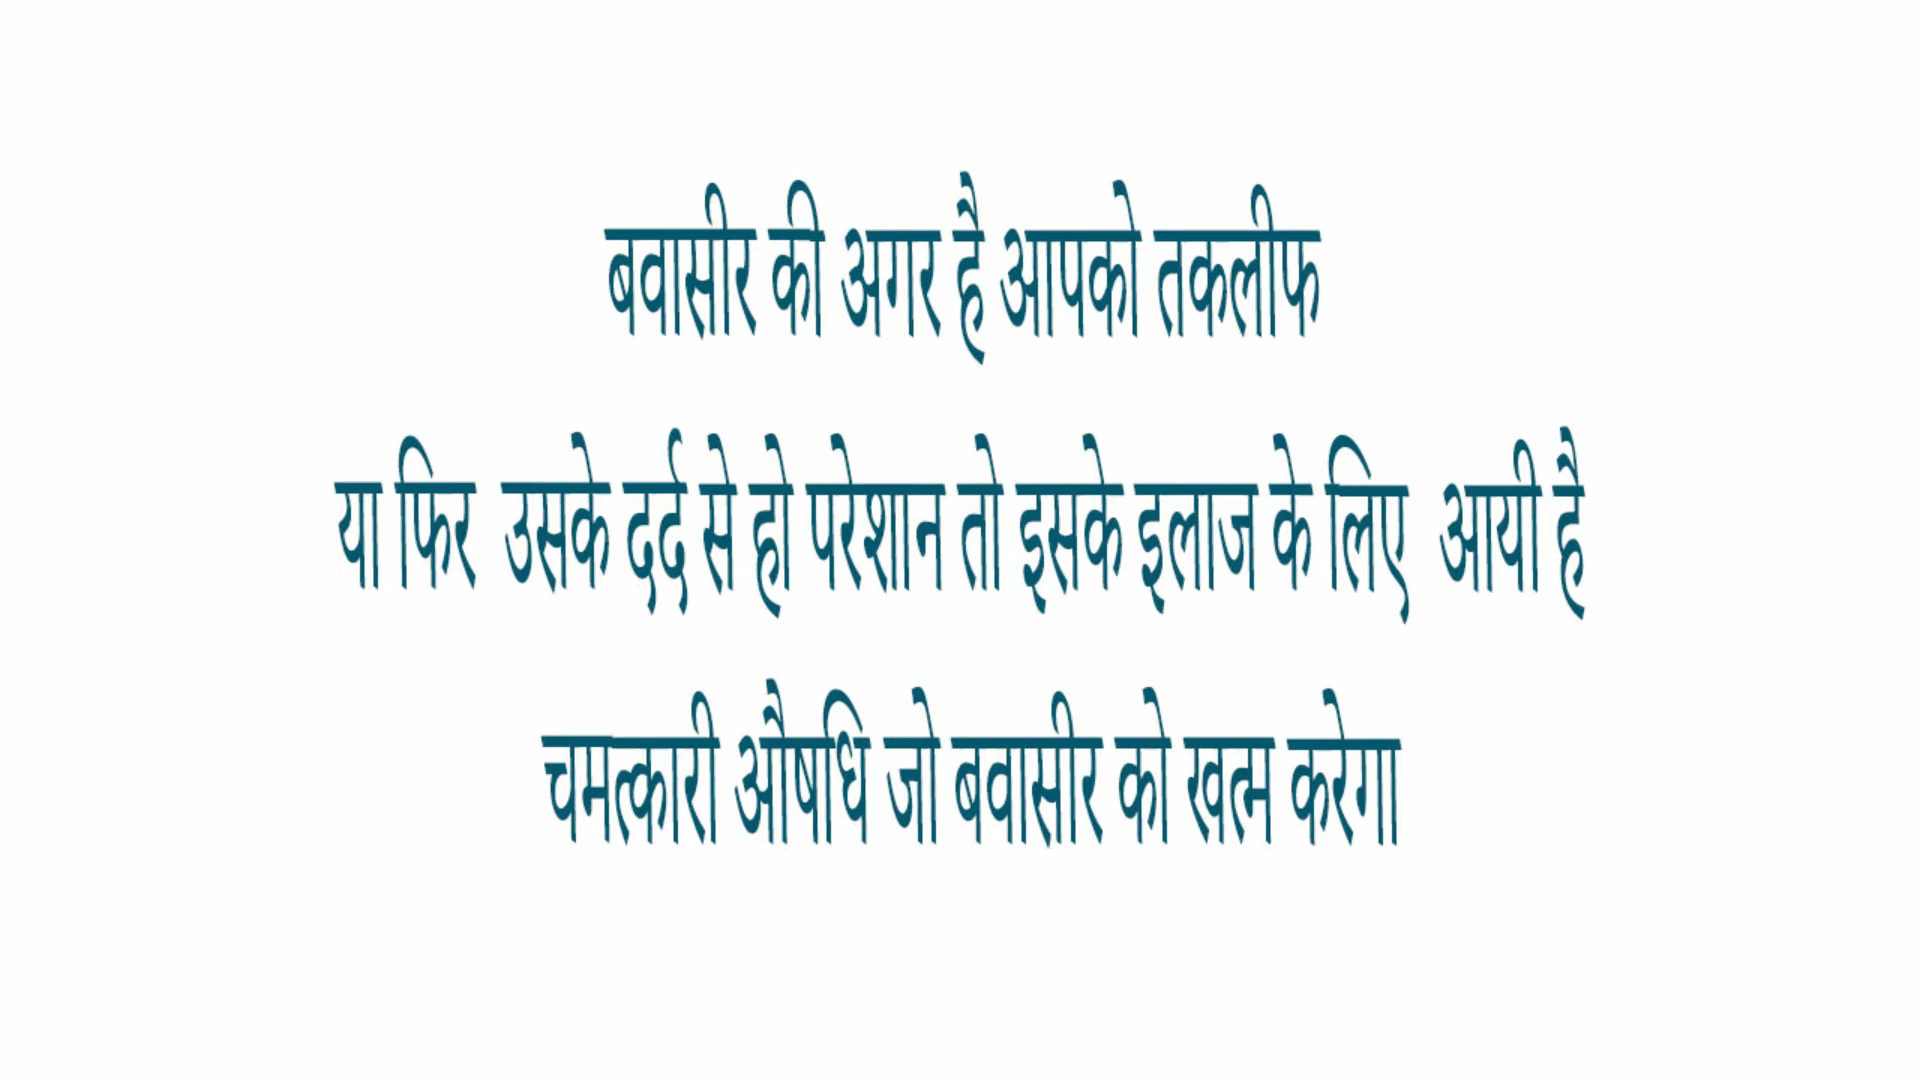 बवासीर की अगर है आपको तकलीफ
या फिर उसके दर्द से हो परेशान तो इसके इलाज के लिए आयी है
चमत्कारी औषधि जो बवासीर को खत्म करेगा